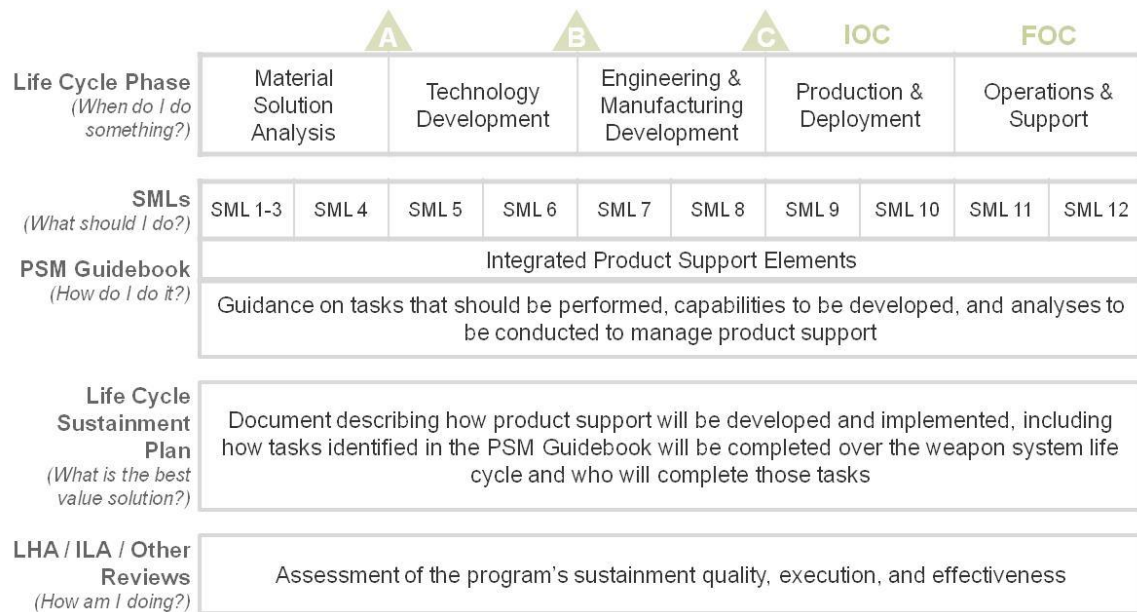 A B C IOC FOC
Life Cycle Phase
(When do I do
something?)
Material
Solution
Analysis
Technology
Development
Engineering &
Manufacturing
Development
Production &
Deployment
Operations &
Support
SMLs
(What should I do?)
SML 1-3 SML 4 SML 5 SML 6 SML 7 SML 8 SML 9 SML 10 SML 11 SML 12
PSM Guidebook
(How do I do it?)
Integrated Product Support Elements
Guidance on tasks that should be performed, capabilities to be developed, and analyses to
be conducted to manage product support
Life Cycle
Sustainment
Plan
(What is the best
value solution?)
Document describing how product support will be developed and implemented, including
how tasks identified in the PSM Guidebook will be completed over the weapon system life
cycle and who will complete those tasks
LHA / ILA / Other
Reviews
(How am I doing?)
Assessment of the program's sustainment quality, execution, and effectiveness